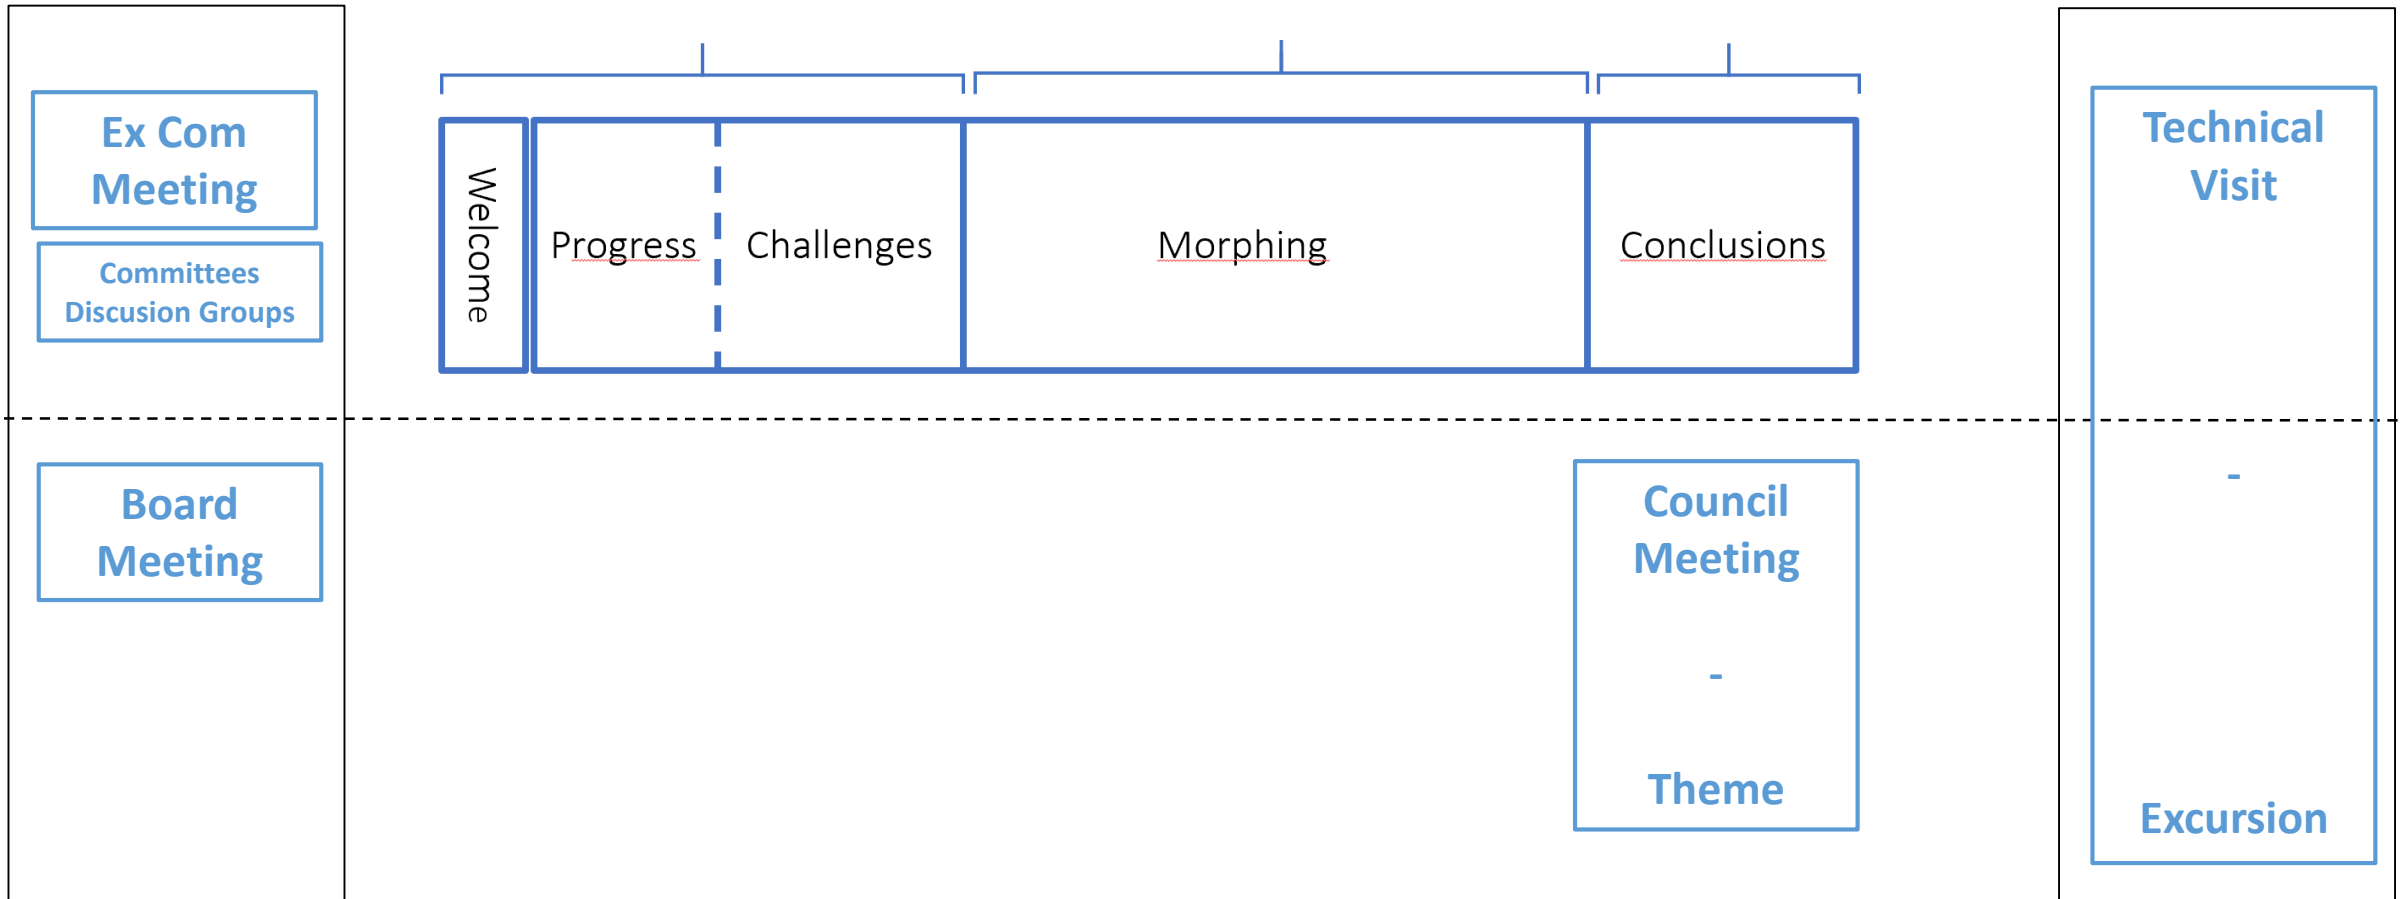 Ex Com
Meeting
Committees
Discusion Groups
Board
Meeting
Welcome
Progress
Challenges
Morphing
Conclusions
Council
Meeting
-
Theme
Technical
Visit
-
Excursion